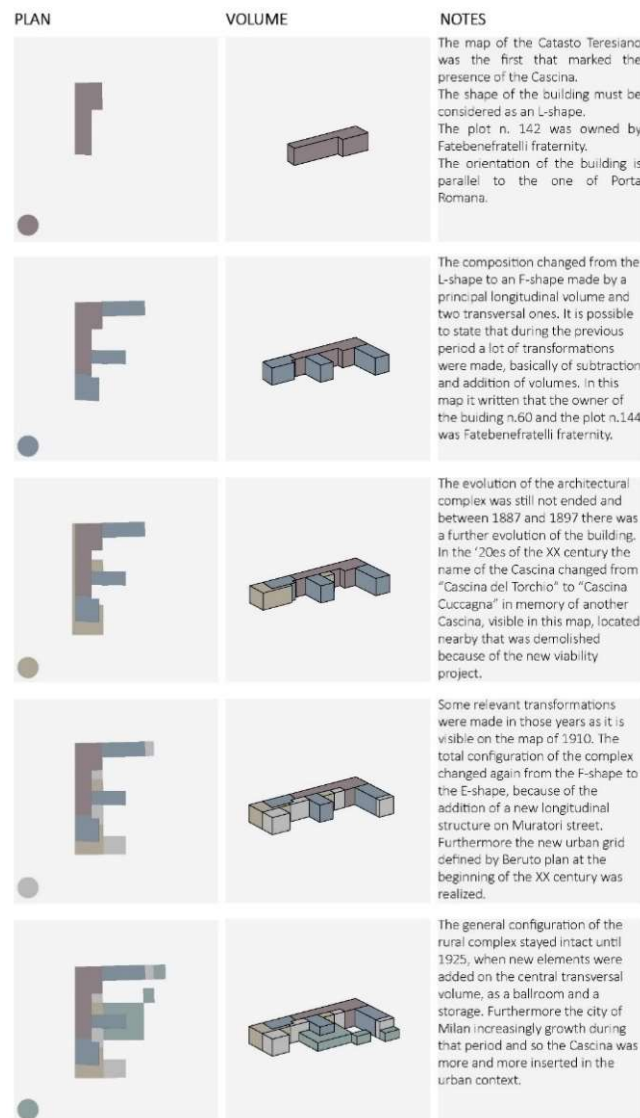 PLAN
VOLUME
NOTES
The map of the Catasto Teresiano
was the first that marked the
presence of the Cascina.
The shape of the building must be
considered as an L-shape.
The plot n. 142 was owned by
Fatebenefratelli fraternity.
The orientation of the building is
parallel to the one of Porta
Romana.
The composition changed from the
L-shape to an F-shape made by a
principal longitudinal volume and
two transversal ones. It is possible
to state that during the previous
period a lot of transformations
were made, basically of subtraction
and addition of volumes. In this
map it written that the owner of
the buiding n.60 and the plot n.144
was Fatebenefratelli fraternity.
The evolution of the architectural
complex was still not ended and
between 1887 and 1897 there was
a further evolution of the building.
In the '20es of the XX century the
name of the Cascina changed from
"Cascina del Torchio" to "Cascina
Cuccagna" in memory of another
Cascina, visible in this map, located
nearby that was demolished
because of the new viability
project.
Some relevant transformations
were made in those years as it is
visible on the map of 1910. The
total configuration of the complex
changed again from the F-shape to
the E-shape, because of the
addition of a new longitudinal
structure on Muratori street.
Furthermore the new urban grid
defined by Beruto plan at the
beginning of the XX century was
realized.
The general configuration of the
rural complex stayed intact until
1925, when new elements were
added on the central transversal
volume, as a ballroom and a
storage. Furthermore the city of
Milan increasingly growth during
that period and so the Cascina was
more and more inserted in the
urban context.